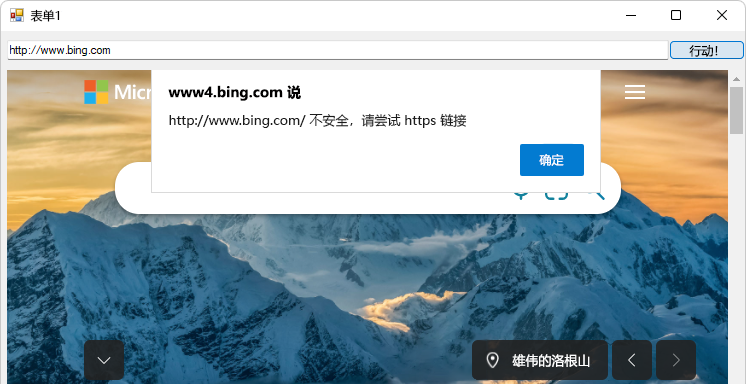 表单1
http://www.bing.com
行动！
Micr
www4.bing.com 说
http://www.bing.com/ 不安全，请尝试 https 链接
确定
雄伟的洛根山